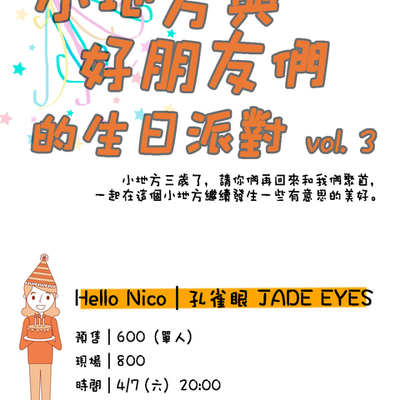 小地方與
好朋友們
的生日派對 vol. 3
小地方三歲了，請你們再回來和我們聚首，
一起在這個小地方繼續發生一些有意思的美好。
Hello Nico | 孔雀眼 JADE EYES
預售 | 600（單人）
現場 | 800
時間 | 4/7 (六) 20:00